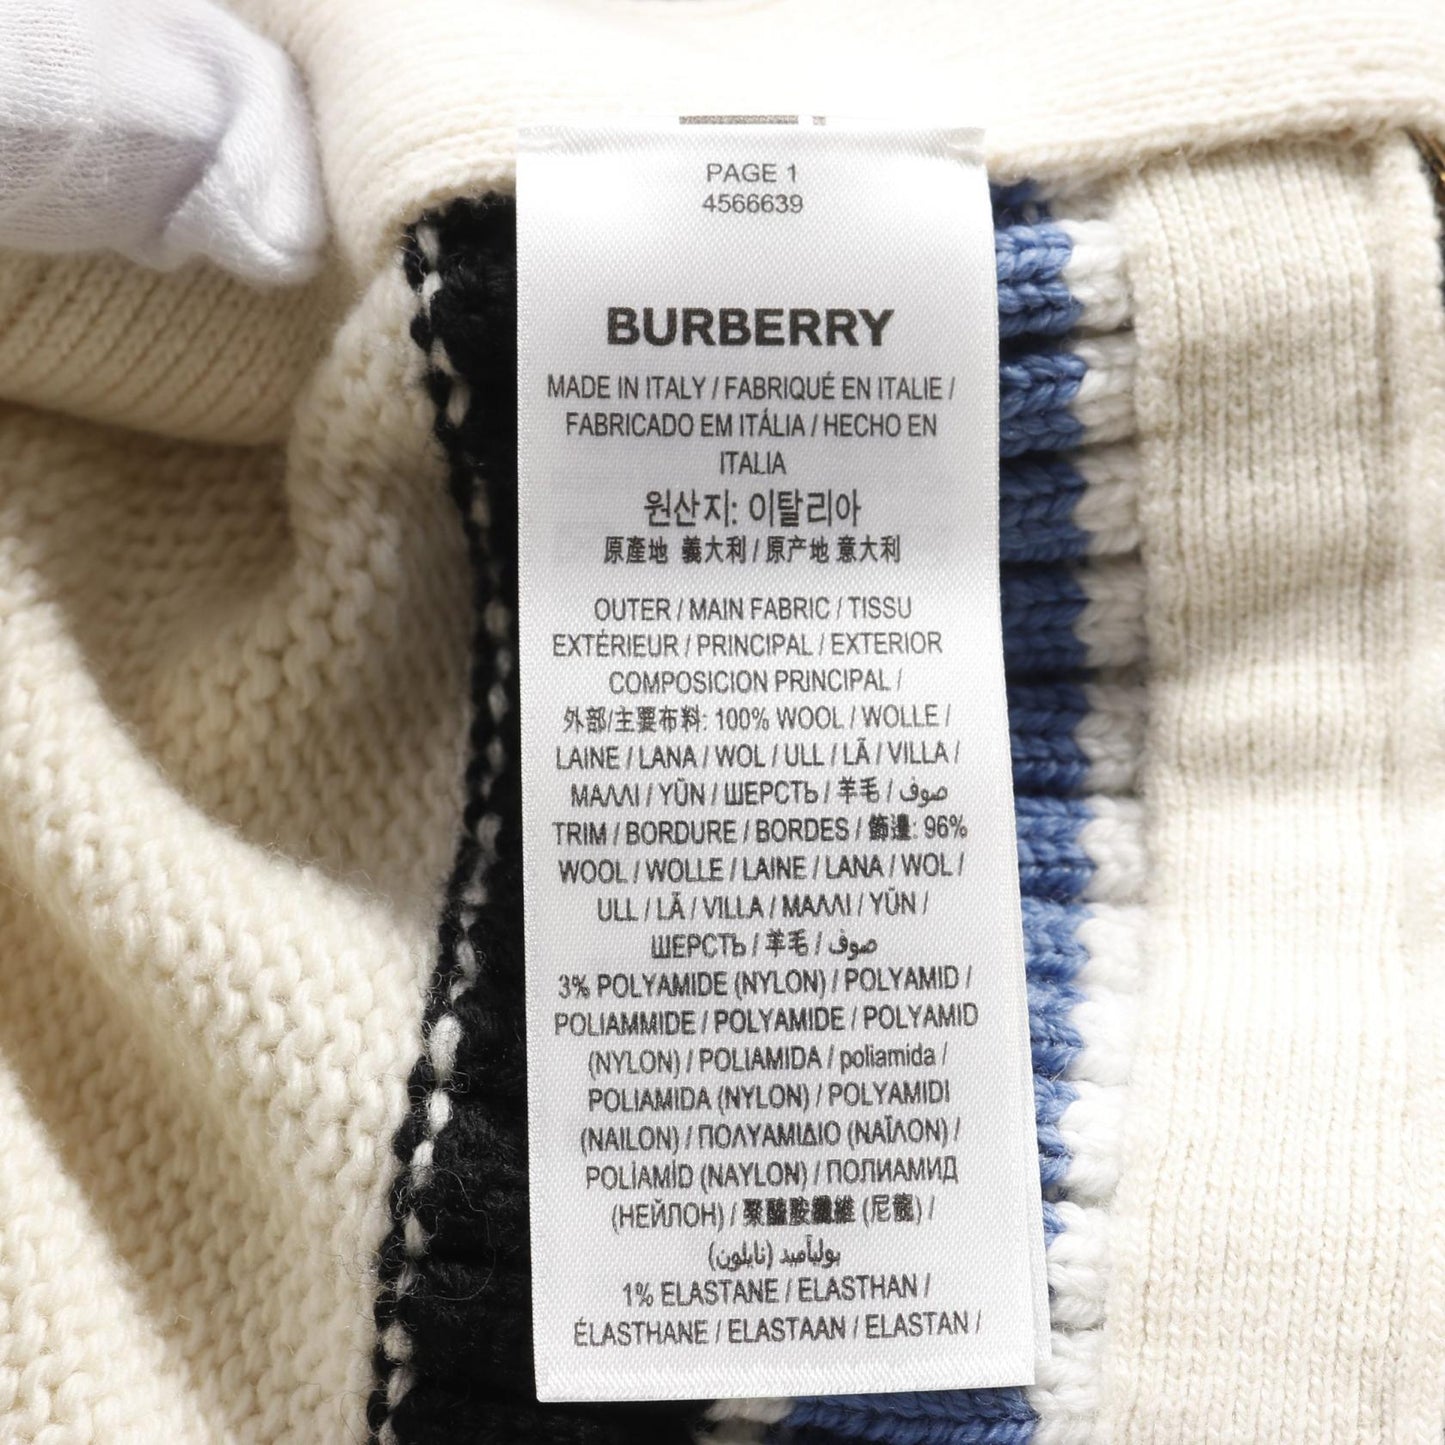 PAGE 1
4566639
BURBERRY
MADE IN ITALY / FABRIQUÉ EN ITALIE /
FABRICADO EM ITÁLIA / HECHO EN
ITALIA
원산지: 이탈리아
原產地 義大利 / 原产地 意大利
OUTER / MAIN FABRIC / TISSU
EXTÉRIEUR / PRINCIPAL / EXTERIOR
COMPOSICION PRINCIPAL /
外部/主要布料: 100% WOOL / WOLLE /
LAINE / LANA / WOL / ULL / LÃ / VILLA /
ΜΑΛΛΙ / YÜN / ШЕРСТЬ / 羊毛 / صوف
TRIM / BORDURE / BORDES / 飾邊: 96%
WOOL / WOLLE / LAINE / LANA / WOL /
ULL / LÃ / VILLA / ΜΑΛΛΙ / YÜN /
ШЕРСТЬ / 羊毛 / صوف
3% POLYAMIDE (NYLON) / POLYAMID /
POLIAMMIDE / POLYAMIDE / POLYAMID
(NYLON) / POLIAMIDA / poliamida /
POLIAMIDA (NYLON) / POLYAMIDI
(NAILON) / ΠΟΛΥΑΜΙΔΙΟ (ΝΑΪΛΟΝ) /
POLİAMİD (NAYLON) / ПОЛИАМИД
(НЕЙЛОН) / 聚醯胺纖維 (尼龍) /
بولياميد (نايلون)
1% ELASTANE / ELASTHAN /
ÉLASTHANE / ELASTAAN / ELASTAN /